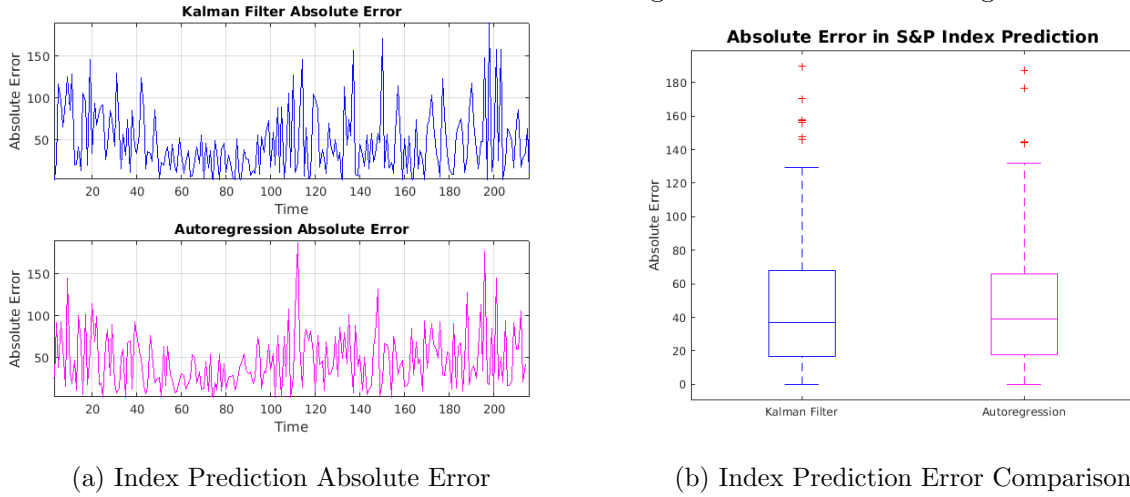 Kalman Filter Absolute Error
150
100
50
Absolute Error
20 40 60 80 100 120 140 160 180 200
Time
Autoregression Absolute Error
150
100
50
Absolute Error
20 40 60 80 100 120 140 160 180 200
Time
(a) Index Prediction Absolute Error
Absolute Error in S&P Index Prediction
180
160
140
120
100
80
60
40
20
0
Absolute Error
Kalman Filter Autoregression
(b) Index Prediction Error Comparison